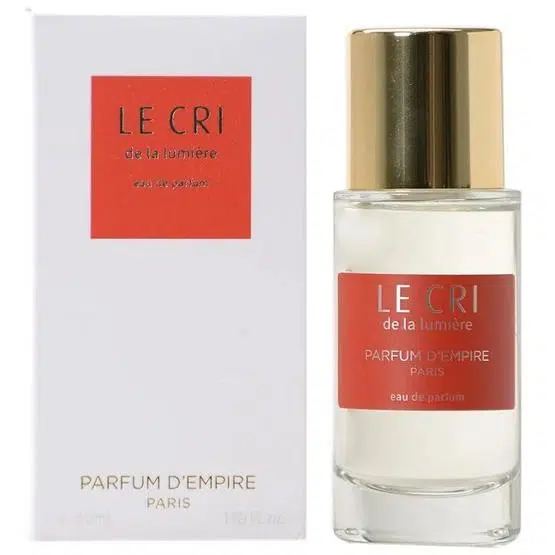 LE CRI
de la lumière
eau de parfum
PARFUM D'EMPIRE
PARIS
LE CRI
de la lumière
PARFUM D'EMPIRE
PARIS
eau de parfum